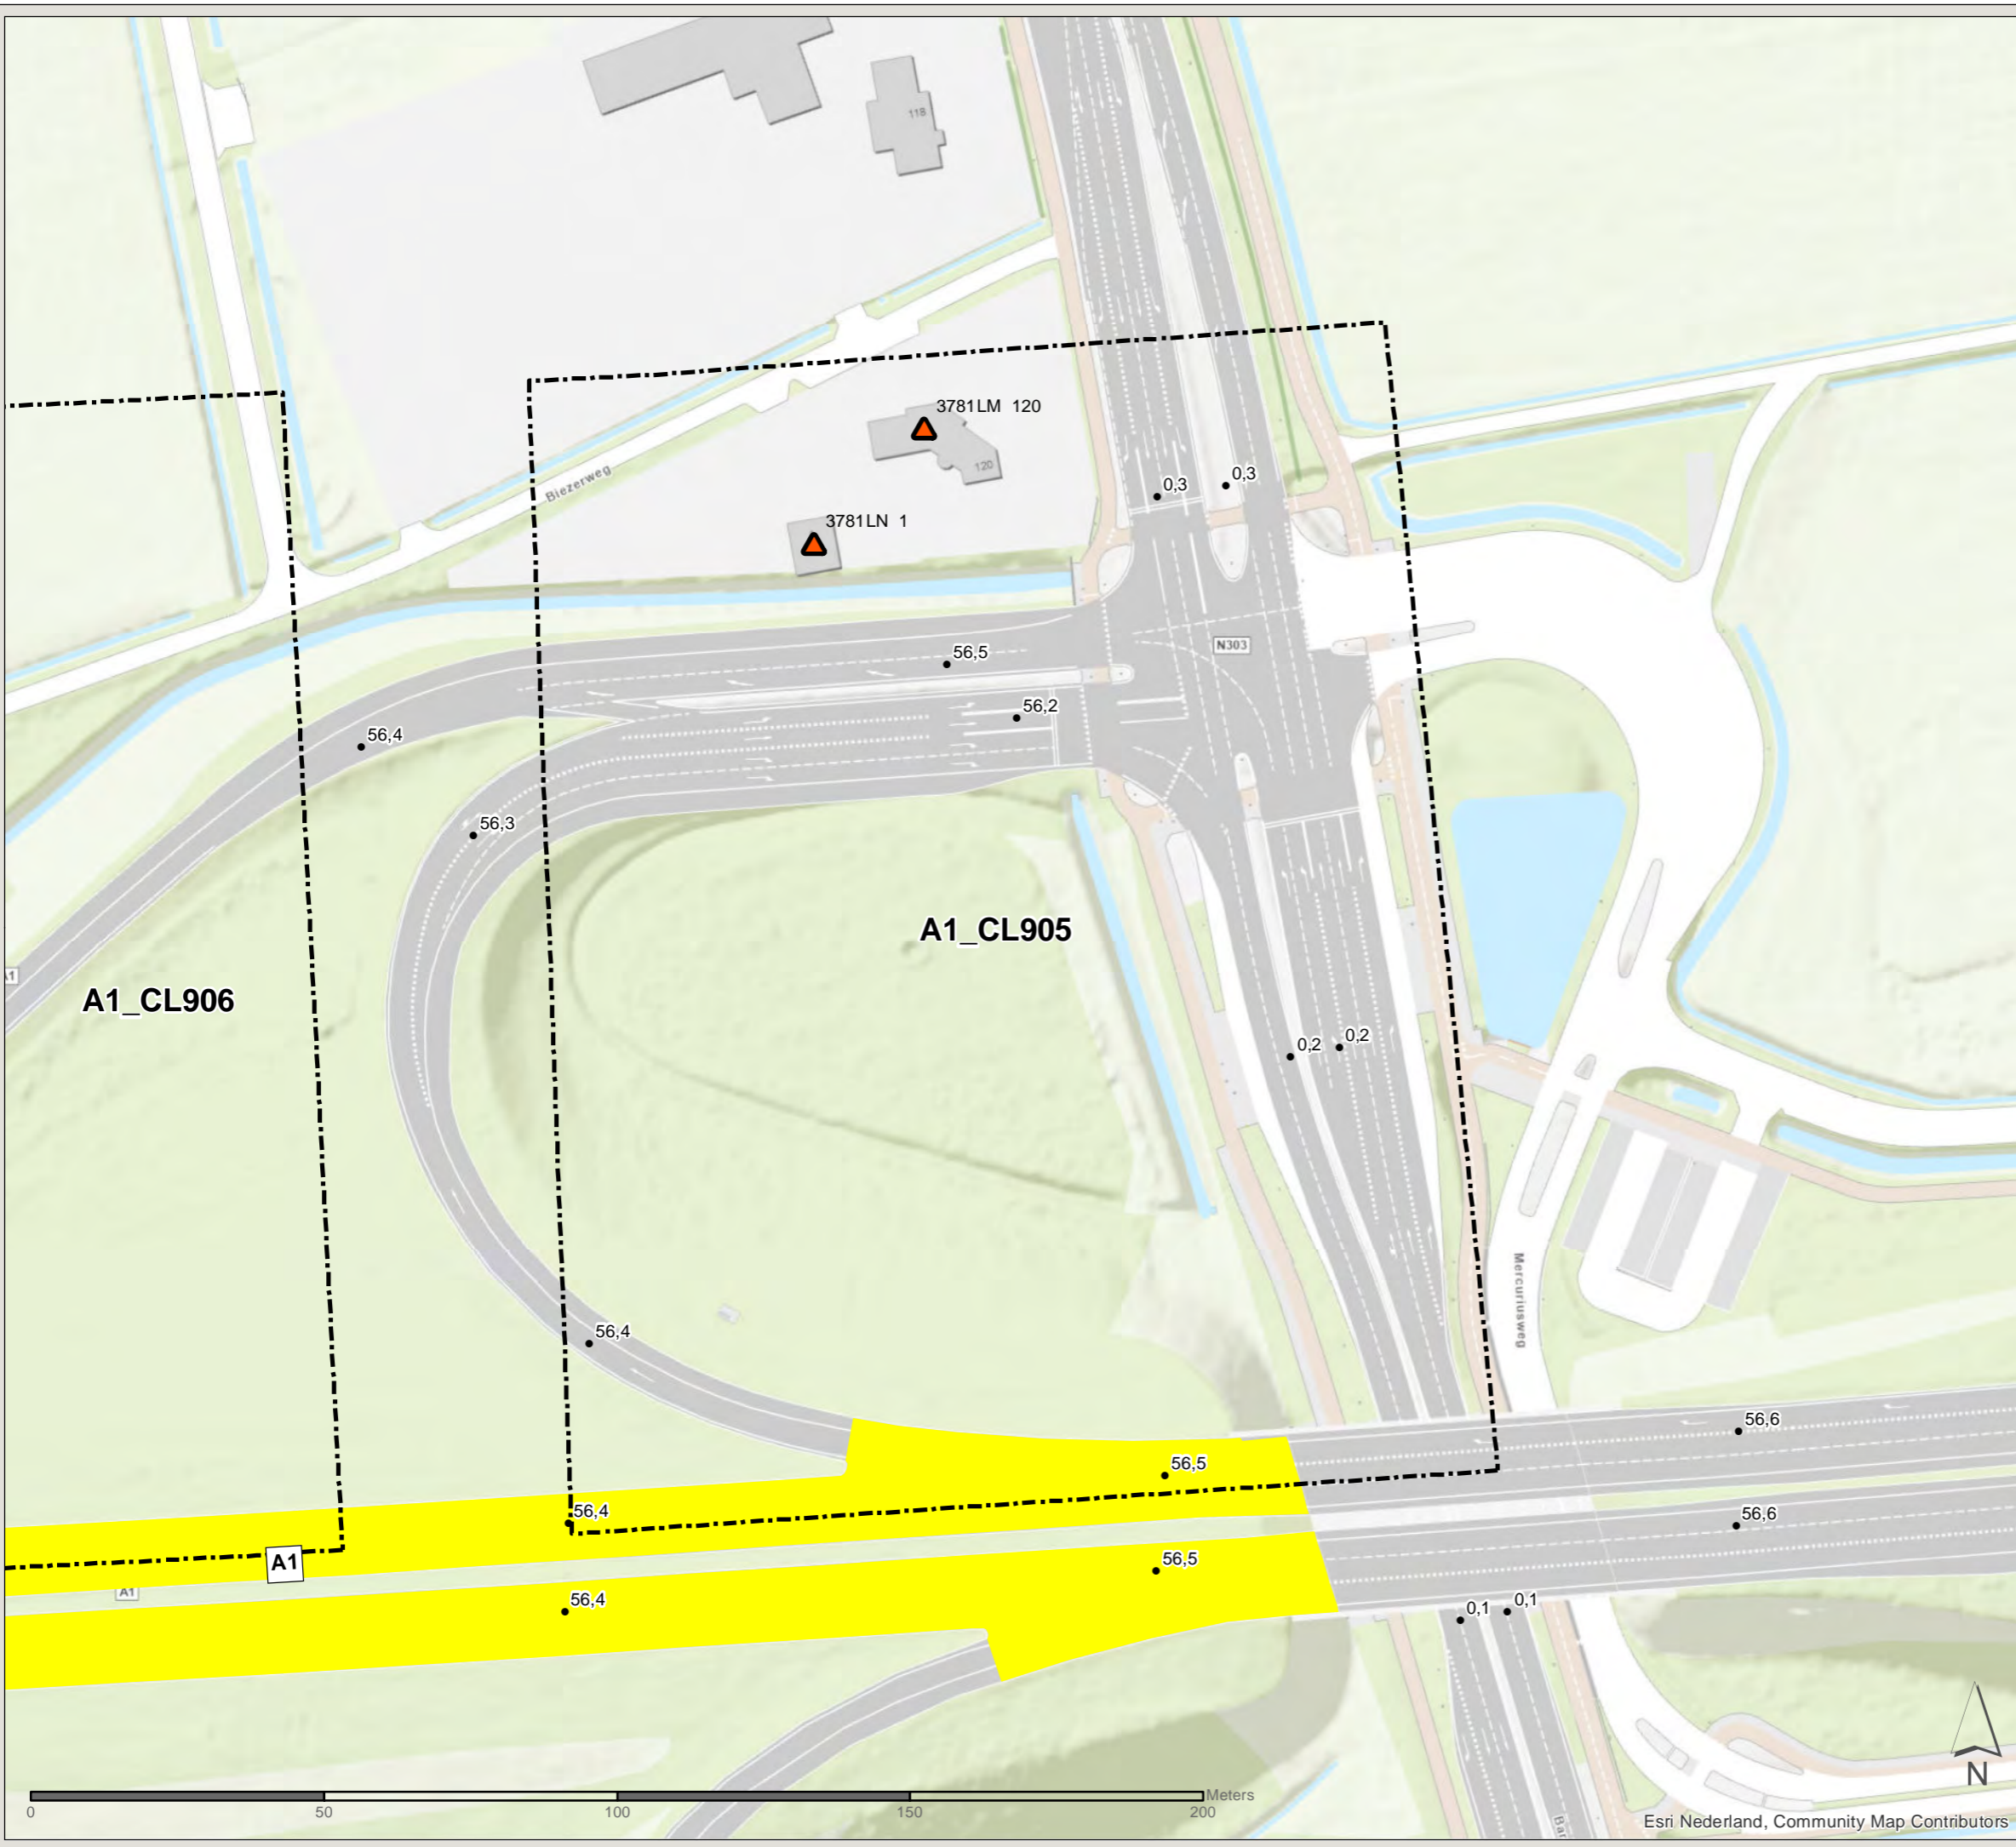 118
3781LM 120
120
Biezerweg
0,3
0,3
3781LN 1
N303
56,5
56,2
56,4
56,3
A1_CL905
A1_CL906
0,2
0,2
Mercuriusweg
56,4
56,6
56,5
56,4
56,6
56,5
A1
A1
56,4
0,1
0,1
N
0
50
100
150
200
Meters
Esri Nederland, Community Map Contributors